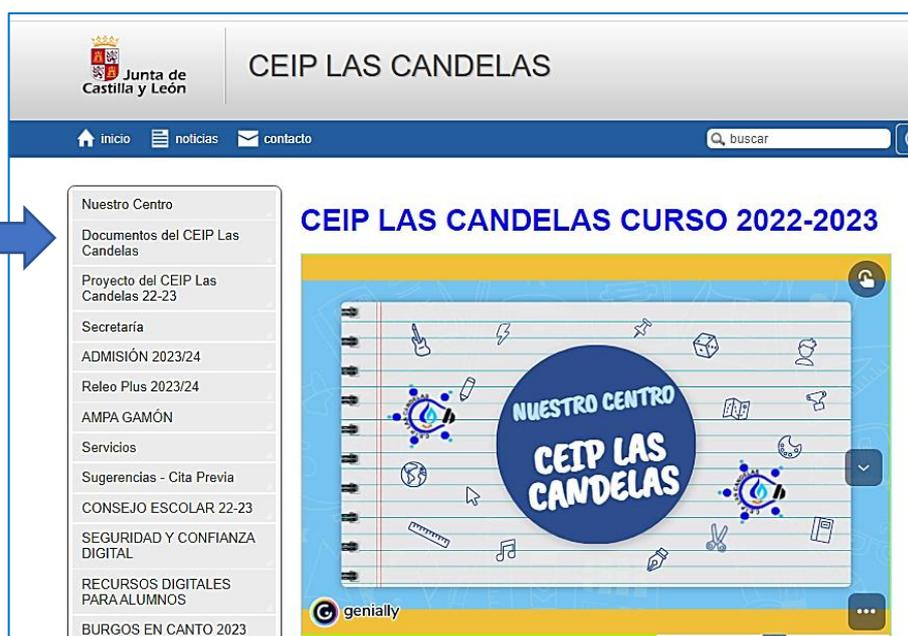 Junta de
Castilla y León
CEIP LAS CANDELAS
inicio noticias contacto buscar
Nuestro Centro
Documentos del CEIP Las
Candelas
Proyecto del CEIP Las
Candelas 22-23
Secretaría
ADMISIÓN 2023/24
Releo Plus 2023/24
AMPA GAMÓN
Servicios
Sugerencias - Cita Previa
CONSEJO ESCOLAR 22-23
SEGURIDAD Y CONFIANZA
DIGITAL
RECURSOS DIGITALES
PARA ALUMNOS
BURGOS EN CANTO 2023
CEIP LAS CANDELAS CURSO 2022-2023
NUESTRO CENTRO
CEIP LAS
CANDELAS
genially